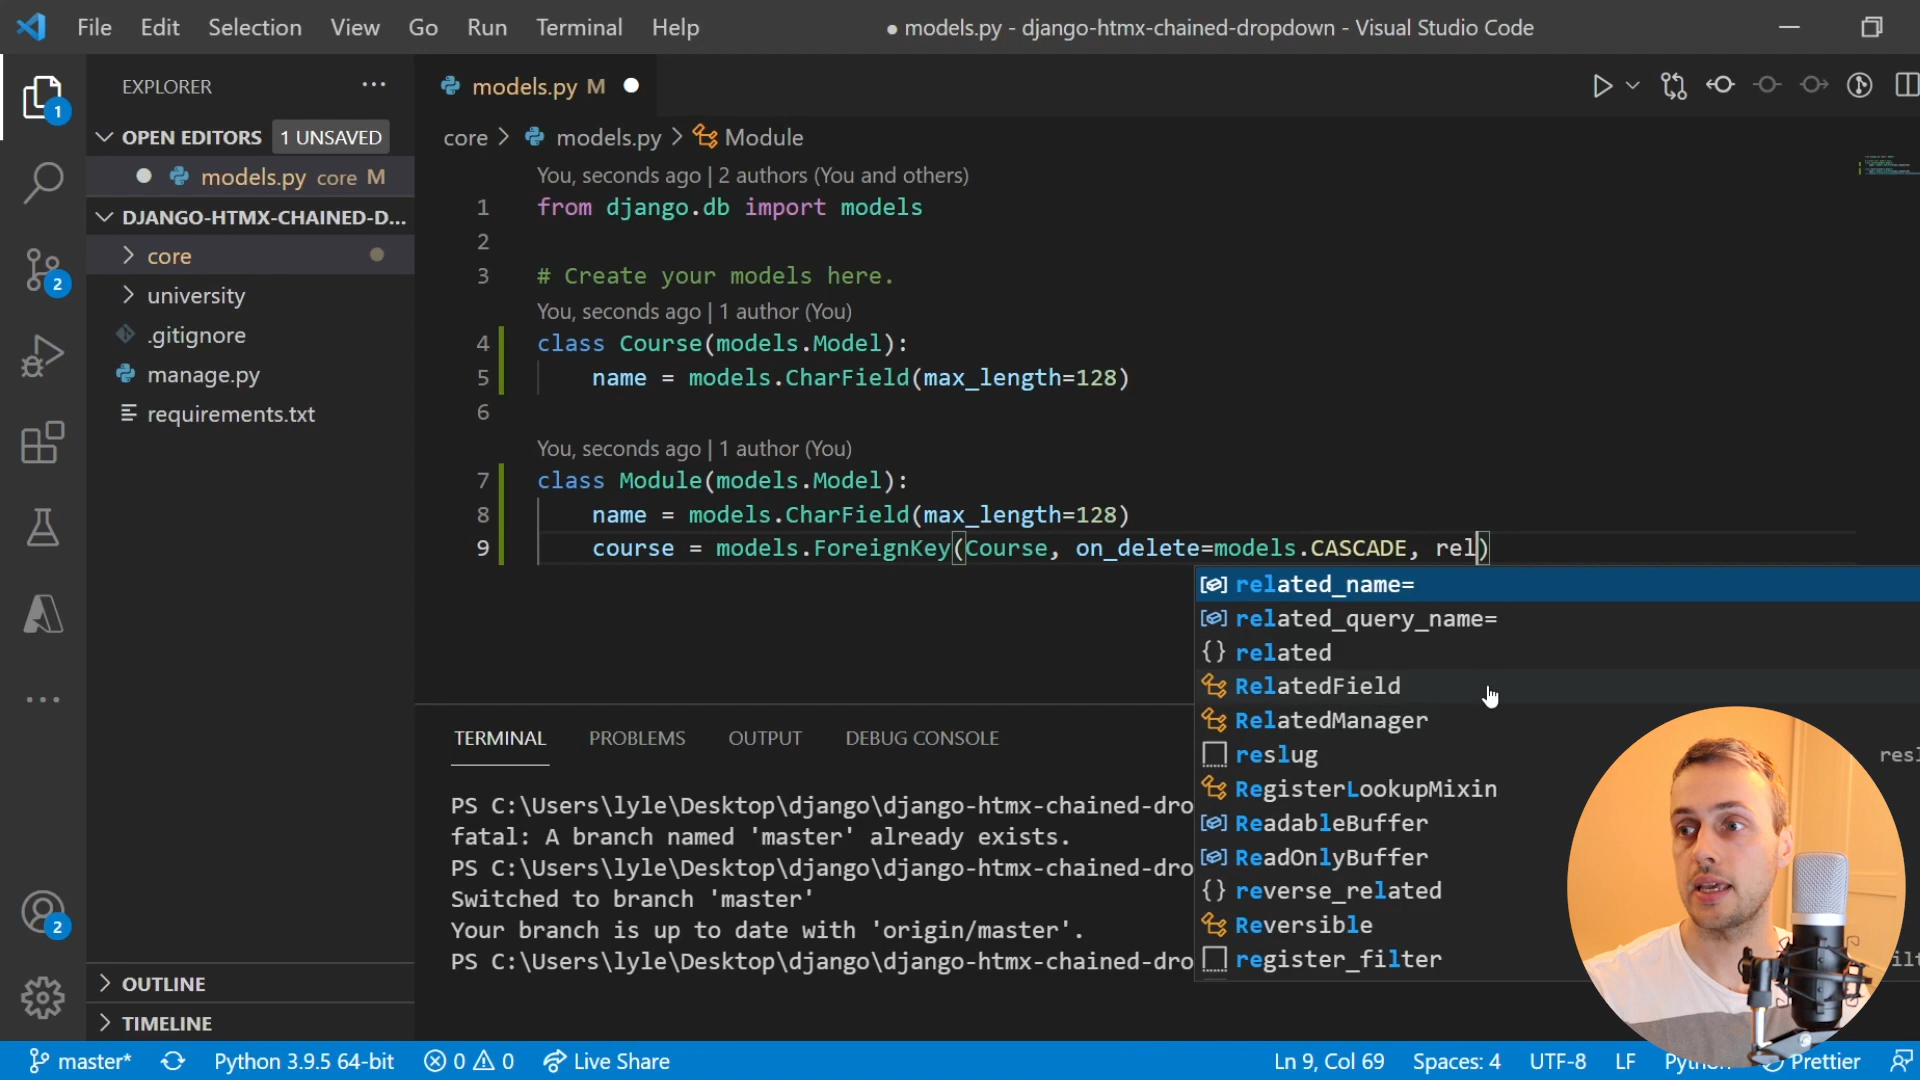 File Edit Selection View Go Run Terminal Help
● models.py - django-htmx-chained-dropdown - Visual Studio Code
EXPLORER
models.py M
OPEN EDITORS 1 UNSAVED
models.py core M
DJANGO-HTMX-CHAINED-D...
core
university
.gitignore
manage.py
requirements.txt
OUTLINE
TIMELINE
1
2
2
core > models.py > Module
You, seconds ago | 2 authors (You and others)
1 from django.db import models
2
3 # Create your models here.
You, seconds ago | 1 author (You)
4 class Course(models.Model):
5 name = models.CharField(max_length=128)
6
You, seconds ago | 1 author (You)
7 class Module(models.Model):
8 name = models.CharField(max_length=128)
9 course = models.ForeignKey(Course, on_delete=models.CASCADE, rel)
related_name=
related_query_name=
related
RelatedField
RelatedManager
reslug
RegisterLookupMixin
ReadableBuffer
ReadOnlyBuffer
reverse_related
Reversible
register_filter
TERMINAL PROBLEMS OUTPUT DEBUG CONSOLE
PS C:\Users\lyle\Desktop\django\django-htmx-chained-dro
fatal: A branch named 'master' already exists.
PS C:\Users\lyle\Desktop\django\django-htmx-chained-dro
Switched to branch 'master'
Your branch is up to date with 'origin/master'.
PS C:\Users\lyle\Desktop\django\django-htmx-chained-dro
master* Python 3.9.5 64-bit 0 0 Live Share Ln 9, Col 69 Spaces: 4 UTF-8 LF Prettier